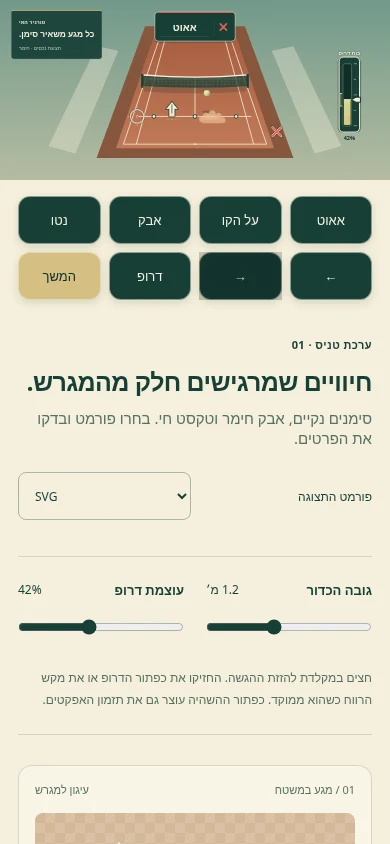 טורניר האי
כל מגע משאיר סימן.
אאוט
42%
אאוט
על הקו
אבק
נטו
←
→
דרופ
המשך
ערכת טניס · 01
חיוויים שמרגישים חלק מהמגרש.
סימנים נקיים, אבק חימר וטקסט חי. בחרו פורמט ובדקו
את הפרטים.
פורמט התצוגה
SVG
גובה הכדור
1.2 מ׳
עוצמת דרופ
42%
חצים במקלדת להזזת ההגשה. החזיקו את כפתור הדרופ או את מקש
הרווח כשהוא ממוקד. כפתור ההשהיה עוצר גם את תזמון האפקטים.
01 / מגע במשטח
עיגון למגרש